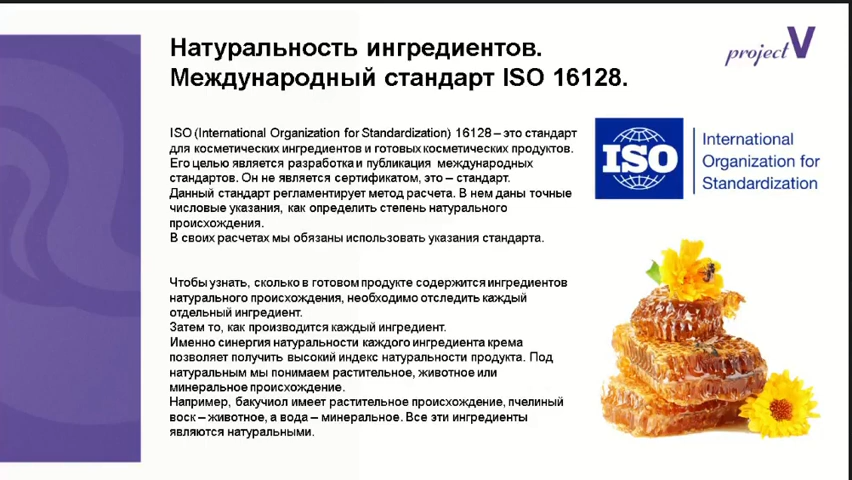 Натуральность ингредиентов.
Международный стандарт ISO 16128.
project V
ISO (International Organization for Standardization) 16128 – это стандарт
для косметических ингредиентов и готовых косметических продуктов.
Его целью является разработка и публикация международных
стандартов. Он не является сертификатом, это – стандарт.
Данный стандарт регламентирует метод расчета. В нем даны точные
числовые указания, как определить степень натурального
происхождения.
В своих расчетах мы обязаны использовать указания стандарта.
ISO
International
Organization for
Standardization
Чтобы узнать, сколько в готовом продукте содержится ингредиентов
натурального происхождения, необходимо отследить каждый
отдельный ингредиент.
Затем то, как производится каждый ингредиент.
Именно синергия натуральности каждого ингредиента крема
позволяет получить высокий индекс натуральности продукта. Под
натуральным мы понимаем растительное, животное или
минеральное происхождение.
Например, бакучиол имеет растительное происхождение, пчелиный
воск – животное, а вода – минеральное. Все эти ингредиенты
являются натуральными.